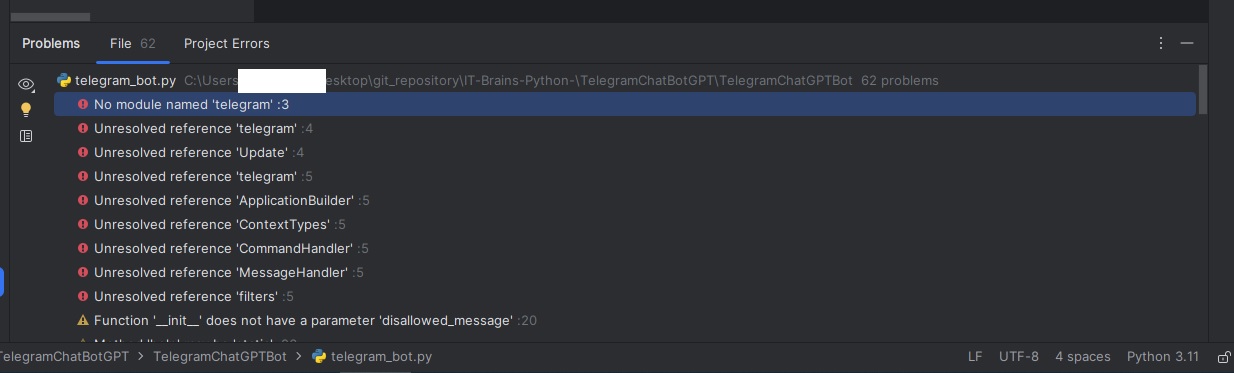 Problems File 62 Project Errors
telegram_bot.py C:\Users esktop\git_repository\IT-Brains-Python-\TelegramChatBotGPT\TelegramChatGPTBot 62 problems
No module named 'telegram' :3
Unresolved reference 'telegram' :4
Unresolved reference 'Update' :4
Unresolved reference 'telegram' :5
Unresolved reference 'ApplicationBuilder' :5
Unresolved reference 'ContextTypes' :5
Unresolved reference 'CommandHandler' :5
Unresolved reference 'MessageHandler' :5
Unresolved reference 'filters' :5
Function '__init__' does not have a parameter 'disallowed_message' :20
TelegramChatBotGPT > TelegramChatGPTBot > telegram_bot.py LF UTF-8 4 spaces Python 3.11